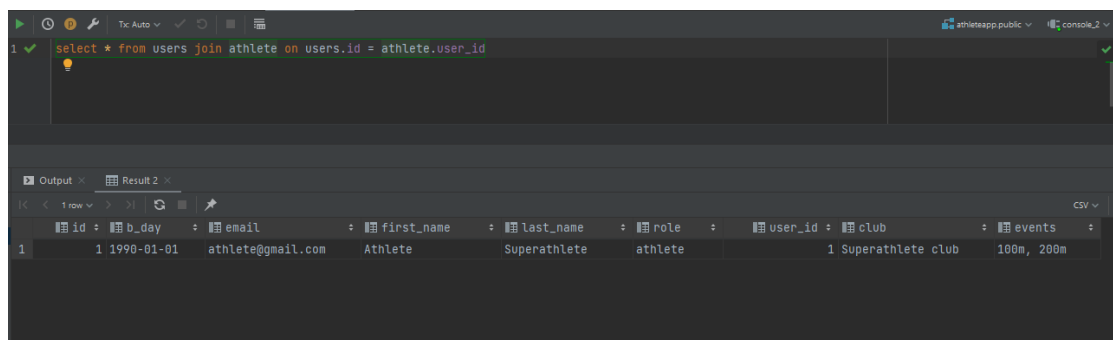 Tx: Auto athleteapp.public console_2
1 select * from users join athlete on users.id = athlete.user_id
Output Result 2
1 row CSV
id b_day email first_name last_name role user_id club events
1 1 1990-01-01 athlete@gmail.com Athlete Superathlete athlete 1 Superathlete club 100m, 200m